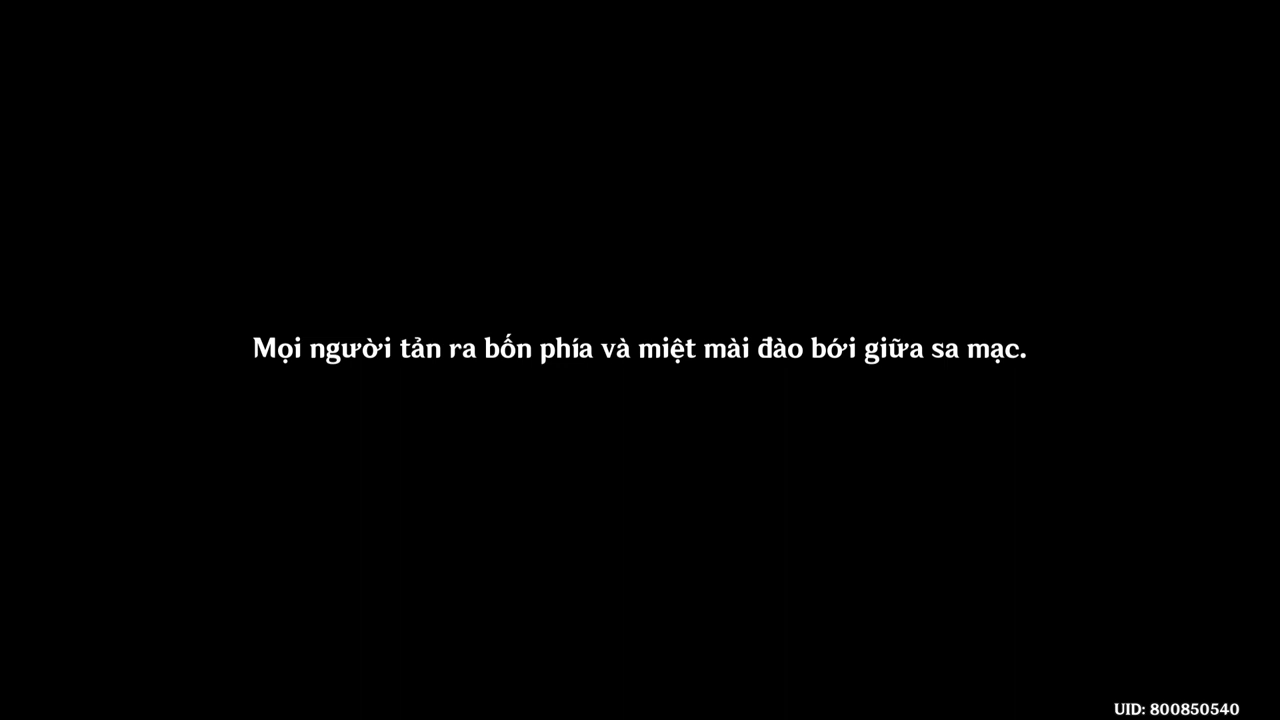 Mọi người tản ra bốn phía và miệt mài đào bới giữa sa mạc.
UID: 800850540